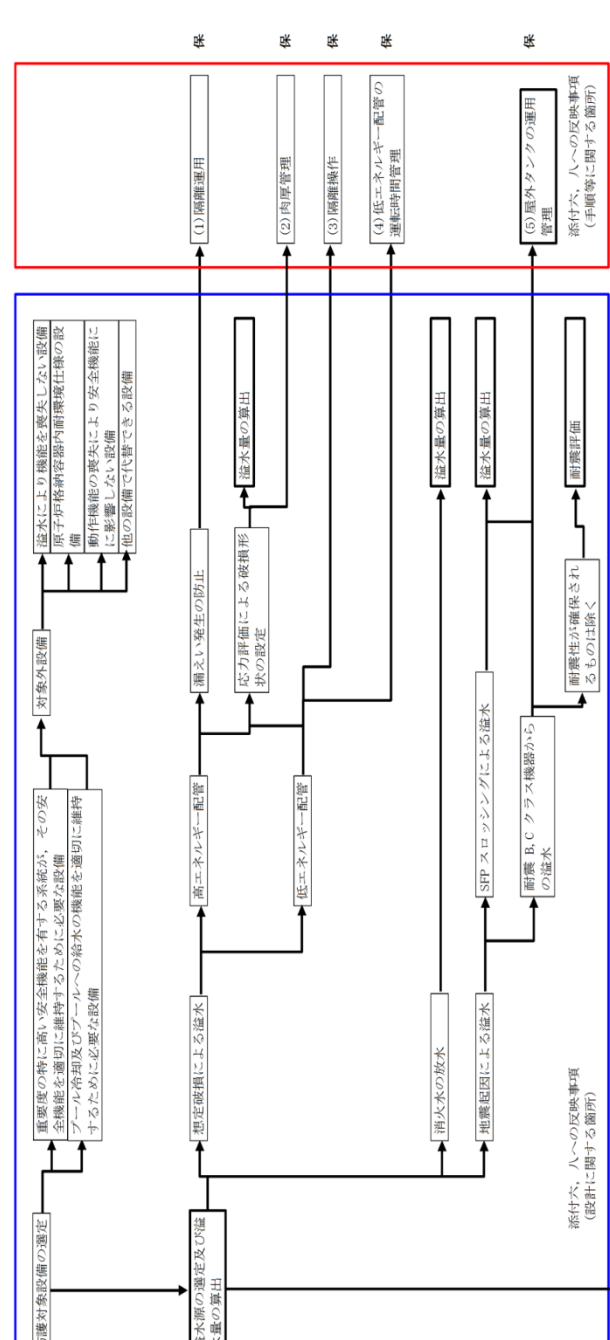 護対象設備の選定
重要度の特に高い安全機能を有する系統が，その安
全機能を適切に維持するために必要な設備
プール冷却及びプールへの給水の機能を適切に維持
するために必要な設備
対象外設備
溢水により機能を喪失しない設備
原子炉格納容器内耐環境仕様の設
備
動作機能の喪失により安全機能に
影響しない設備
他の設備で代替できる設備
水源の選定及び溢
水量の算出
想定破損による溢水
高エネルギー配管
漏えい発生の防止
(1)隔離運用
保
応力評価による破損形
状の設定
溢水量の算出
(2)肉厚管理
保
低エネルギー配管
(3)隔離操作
保
(4)低エネルギー配管の
運転時間管理
保
消火水の放水
溢水量の算出
地震起因による溢水
SFP スロッシングによる溢水
溢水量の算出
耐震 B,C クラス機器から
の溢水
(5)屋外タンクの運用
管理
保
耐震性が確保され
るものは除く
耐震評価
添付六，八への反映事項
（設計に関する箇所）
添付六，八への反映事項
（手順等に関する箇所）